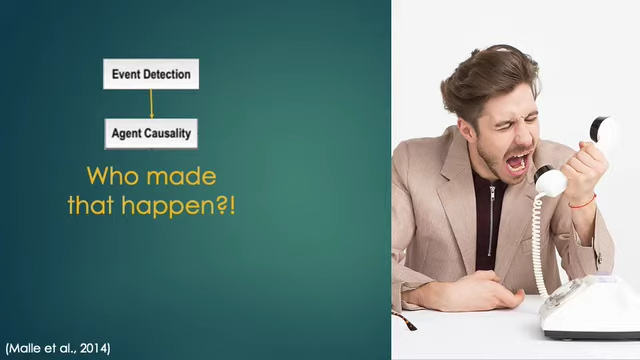 Event Detection
Agent Causality
Who made
that happen?!
(Malle et al., 2014)